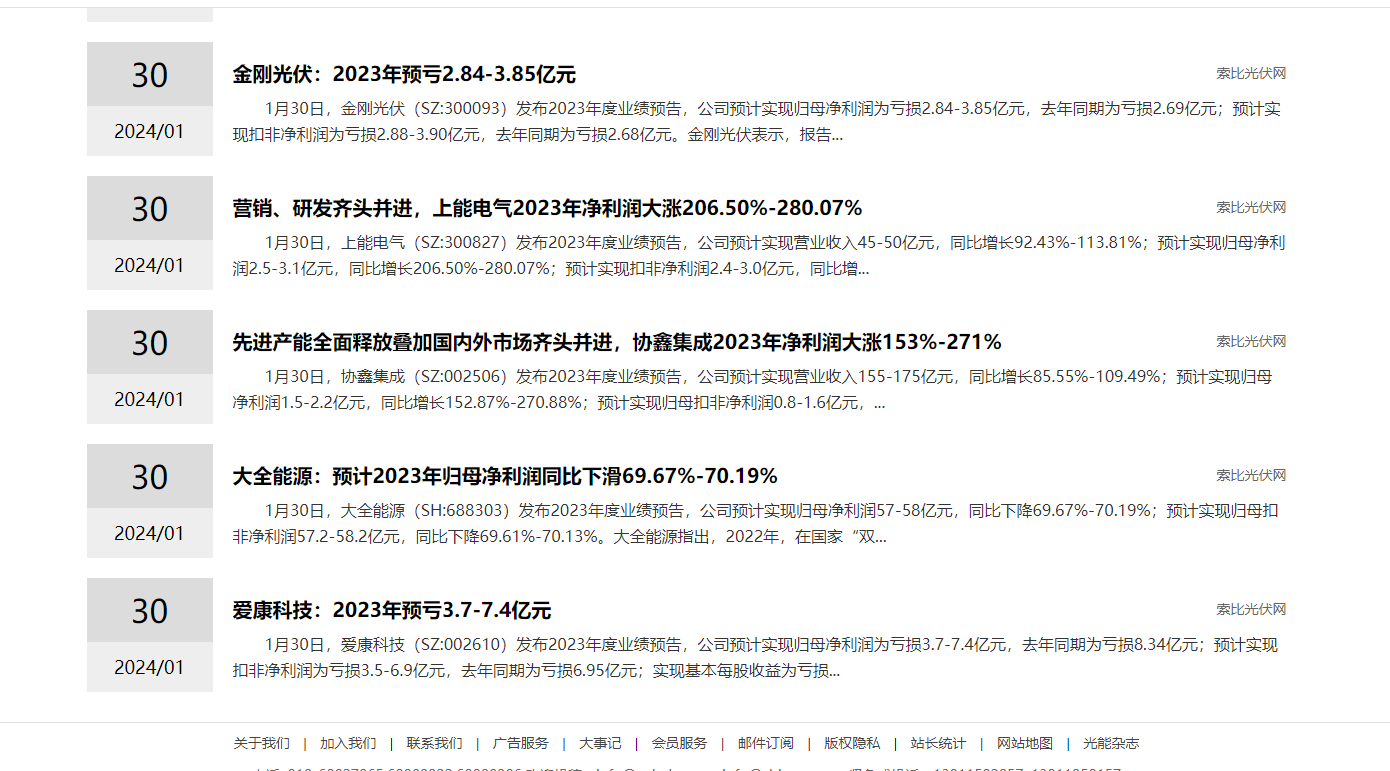 30
2024/01
金刚光伏：2023年预亏2.84-3.85亿元
索比光伏网
1月30日，金刚光伏（SZ:300093）发布2023年度业绩预告，公司预计实现归母净利润为亏损2.84-3.85亿元，去年同期为亏损2.69亿元；预计实
现扣非净利润为亏损2.88-3.90亿元，去年同期为亏损2.68亿元。金刚光伏表示，报告...
30
2024/01
营销、研发齐头并进，上能电气2023年净利润大涨206.50%-280.07%
索比光伏网
1月30日，上能电气（SZ:300827）发布2023年度业绩预告，公司预计实现营业收入45-50亿元，同比增长92.43%-113.81%；预计实现归母净利
润2.5-3.1亿元，同比增长206.50%-280.07%；预计实现扣非净利润2.4-3.0亿元，同比增...
30
2024/01
先进产能全面释放叠加国内外市场齐头并进，协鑫集成2023年净利润大涨153%-271%
索比光伏网
1月30日，协鑫集成（SZ:002506）发布2023年度业绩预告，公司预计实现营业收入155-175亿元，同比增长85.55%-109.49%；预计实现归母
净利润1.5-2.2亿元，同比增长152.87%-270.88%；预计实现归母扣非净利润0.8-1.6亿元，...
30
2024/01
大全能源：预计2023年归母净利润同比下滑69.67%-70.19%
索比光伏网
1月30日，大全能源（SH:688303）发布2023年度业绩预告，公司预计实现归母净利润57-58亿元，同比下降69.67%-70.19%；预计实现归母扣
非净利润57.2-58.2亿元，同比下降69.61%-70.13%。大全能源指出，2022年，在国家“双...
30
2024/01
爱康科技：2023年预亏3.7-7.4亿元
索比光伏网
1月30日，爱康科技（SZ:002610）发布2023年度业绩预告，公司预计实现归母净利润为亏损3.7-7.4亿元，去年同期为亏损8.34亿元；预计实现
扣非净利润为亏损3.5-6.9亿元，去年同期为亏损6.95亿元；实现基本每股收益为亏损...
关于我们 | 加入我们 | 联系我们 | 广告服务 | 大事记 | 会员服务 | 邮件订阅 | 版权隐私 | 站长统计 | 网站地图 | 光能杂志